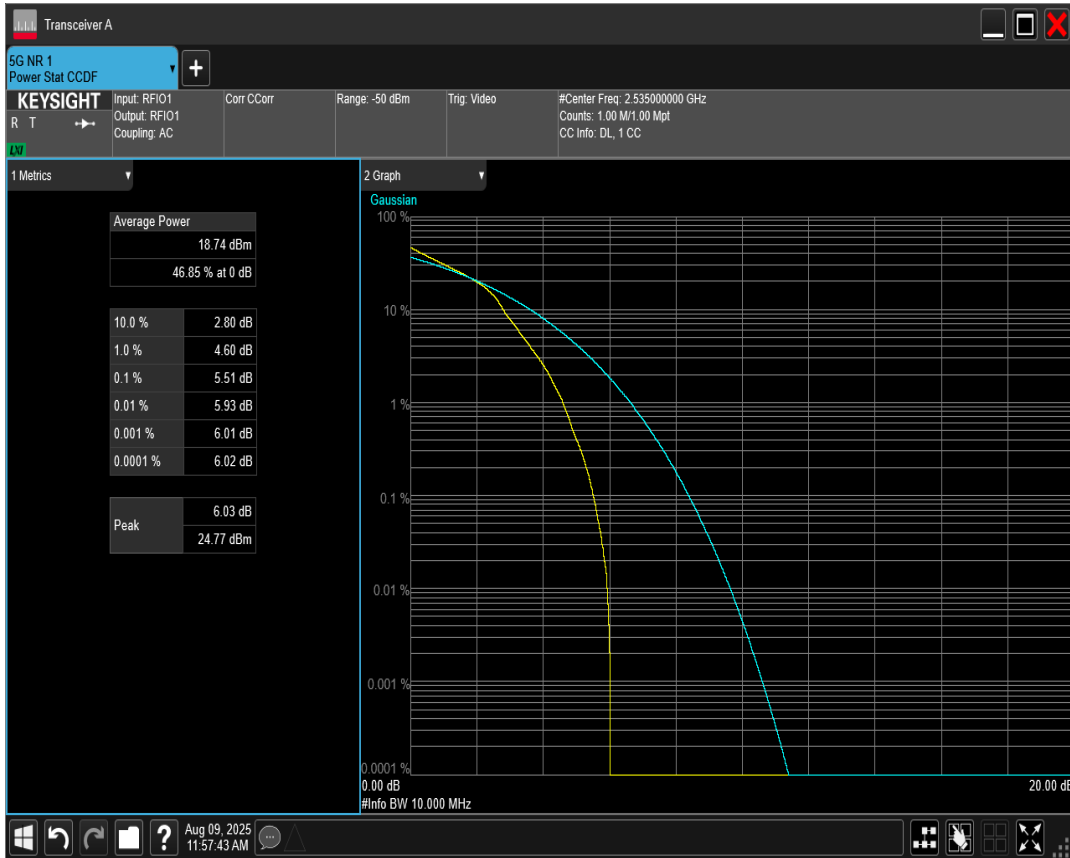 Transceiver A
5G NR 1
Power Stat CCDF
+
KEYSIGHT
R T
LXI
Input: RFIO1
Output: RFIO1
Coupling: AC
Corr CCorr
Range: -50 dBm
Trig: Video
#Center Freq: 2.535000000 GHz
Counts: 1.00 M/1.00 Mpt
CC Info: DL, 1 CC
1 Metrics
Average Power
18.74 dBm
46.85 % at 0 dB
10.0 % 2.80 dB
1.0 % 4.60 dB
0.1 % 5.51 dB
0.01 % 5.93 dB
0.001 % 6.01 dB
0.0001 % 6.02 dB
Peak 6.03 dB
24.77 dBm
2 Graph
Gaussian
100 %
10 %
1 %
0.1 %
0.01 %
0.001 %
0.0001 %
0.00 dB 20.00 dB
#Info BW 10.000 MHz
?
Aug 09, 2025
11:57:43 AM